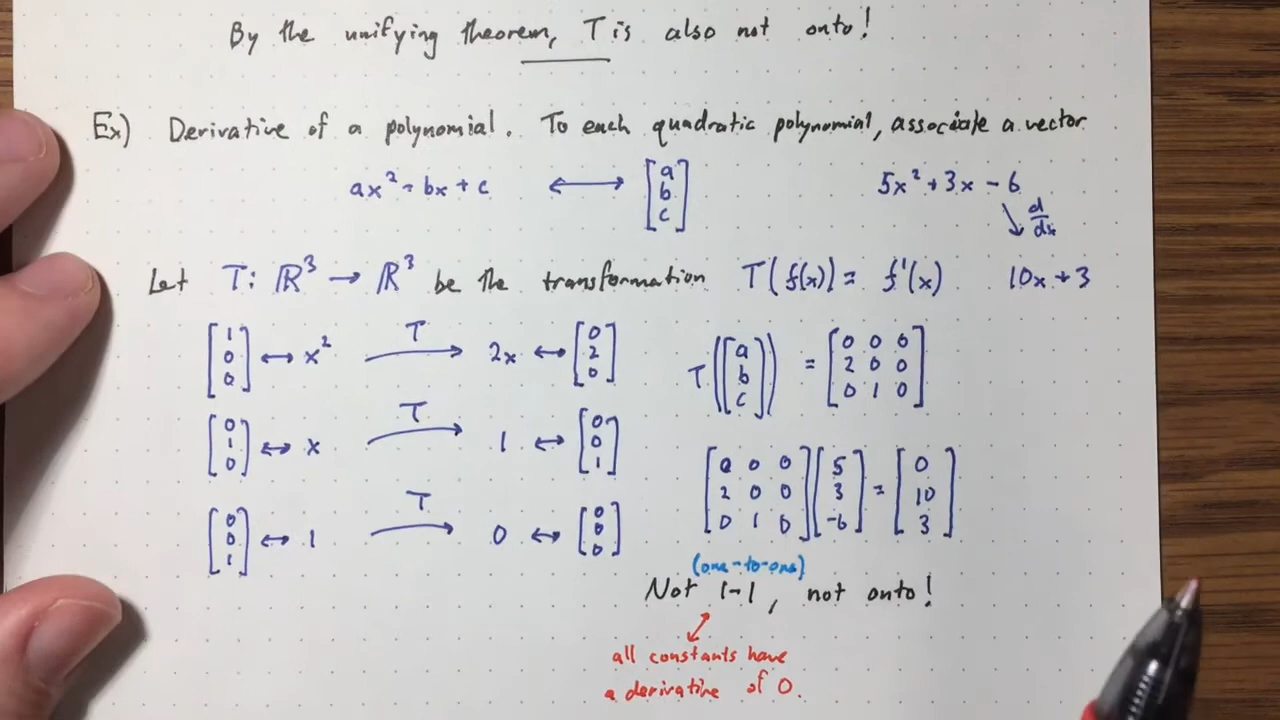 By the unifying theorem, T is also not onto!
Ex) Derivative of a polynomial. To each quadratic polynomial, associate a vector
ax² + bx + c ⟷ [a b c] 5x² + 3x − 6
d/dx
Let T: ℝ³ → ℝ³ be the transformation T(f(x)) = f'(x) 10x + 3
[1 0 0] ↔ x² T→ 2x ↔ [0 2 0]
T([a b c]) = [0 0 0; 2 0 0; 0 1 0]
[0 1 0] ↔ x T→ 1 ↔ [0 0 1]
[0 0 0; 2 0 0; 0 1 0] [5 3 -6] = [0 10 3]
[0 0 1] ↔ 1 T→ 0 ↔ [0 0 0]
(one-to-one)
Not 1-1, not onto!
all constants have
a derivative of 0.